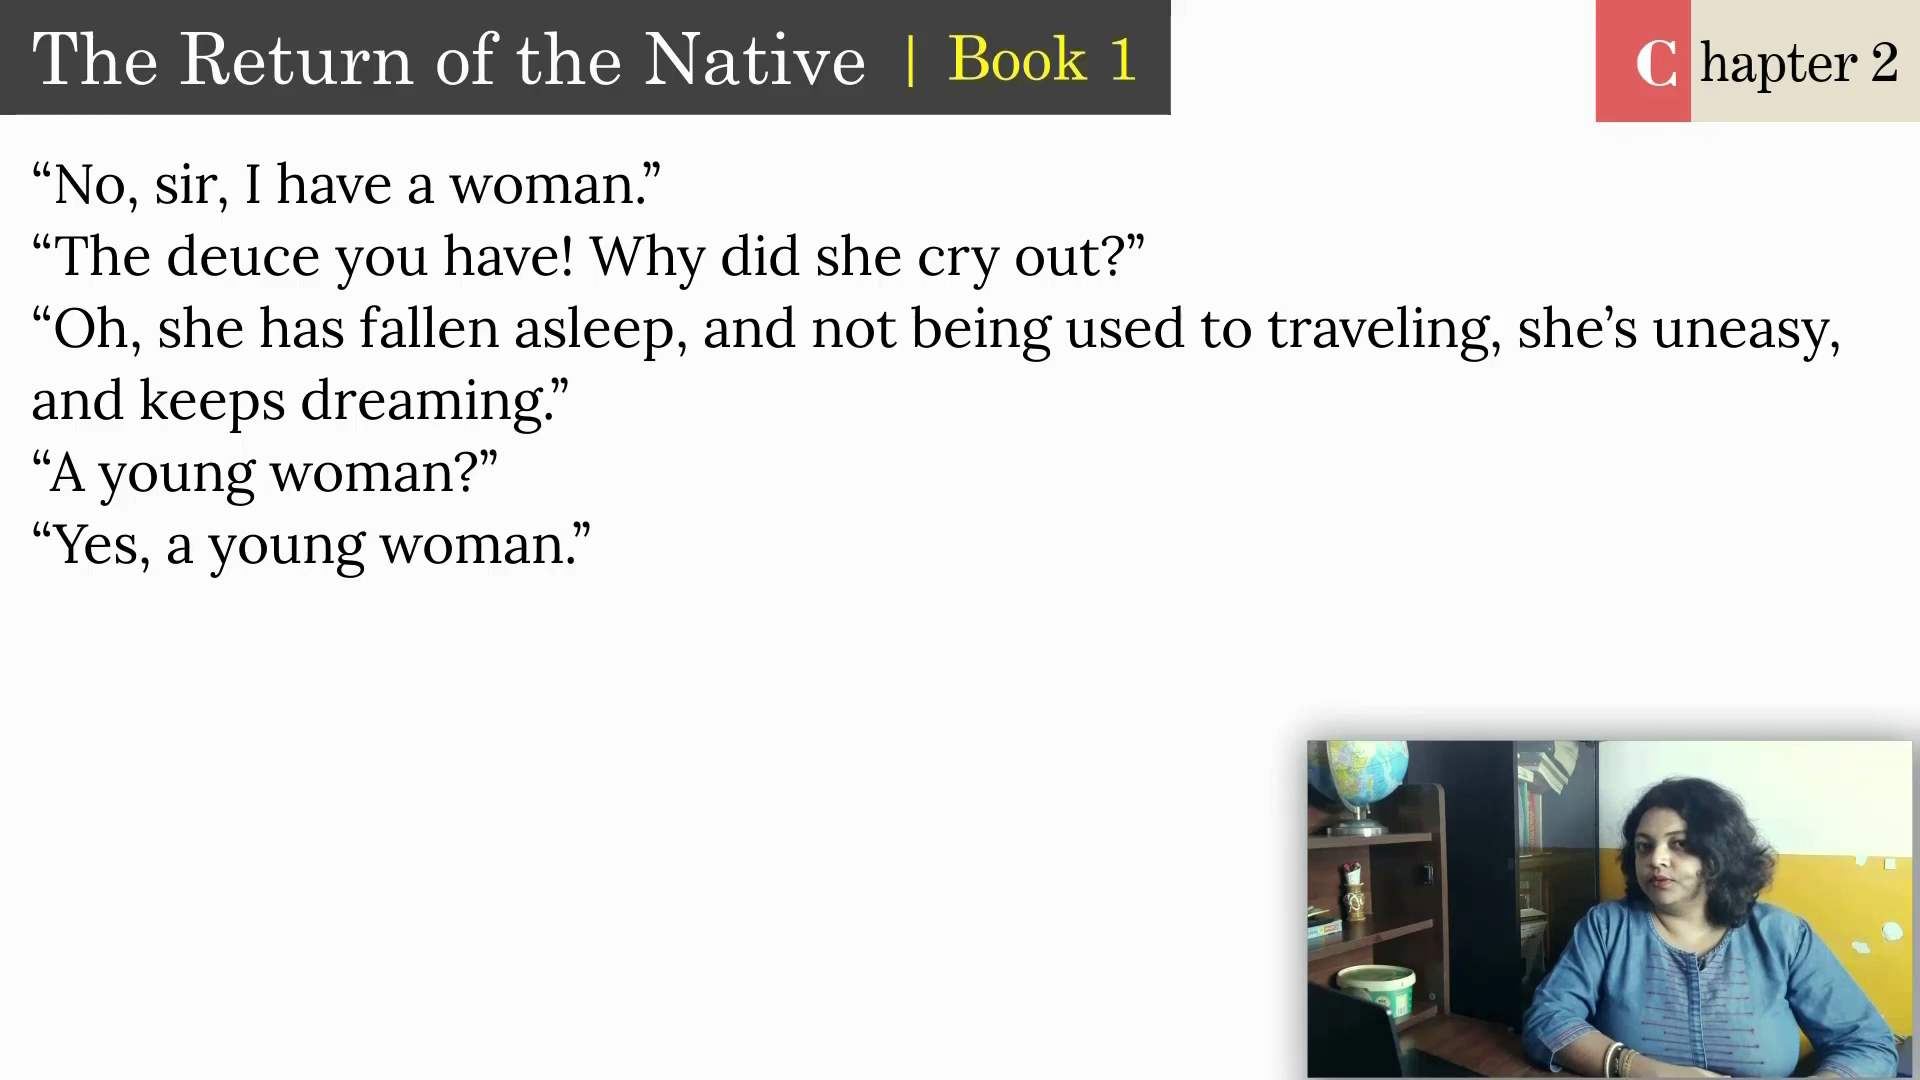 The Return of the Native | Book 1
Chapter 2
“No, sir, I have a woman.”
“The deuce you have! Why did she cry out?”
“Oh, she has fallen asleep, and not being used to traveling, she’s uneasy,
and keeps dreaming.”
“A young woman?”
“Yes, a young woman.”